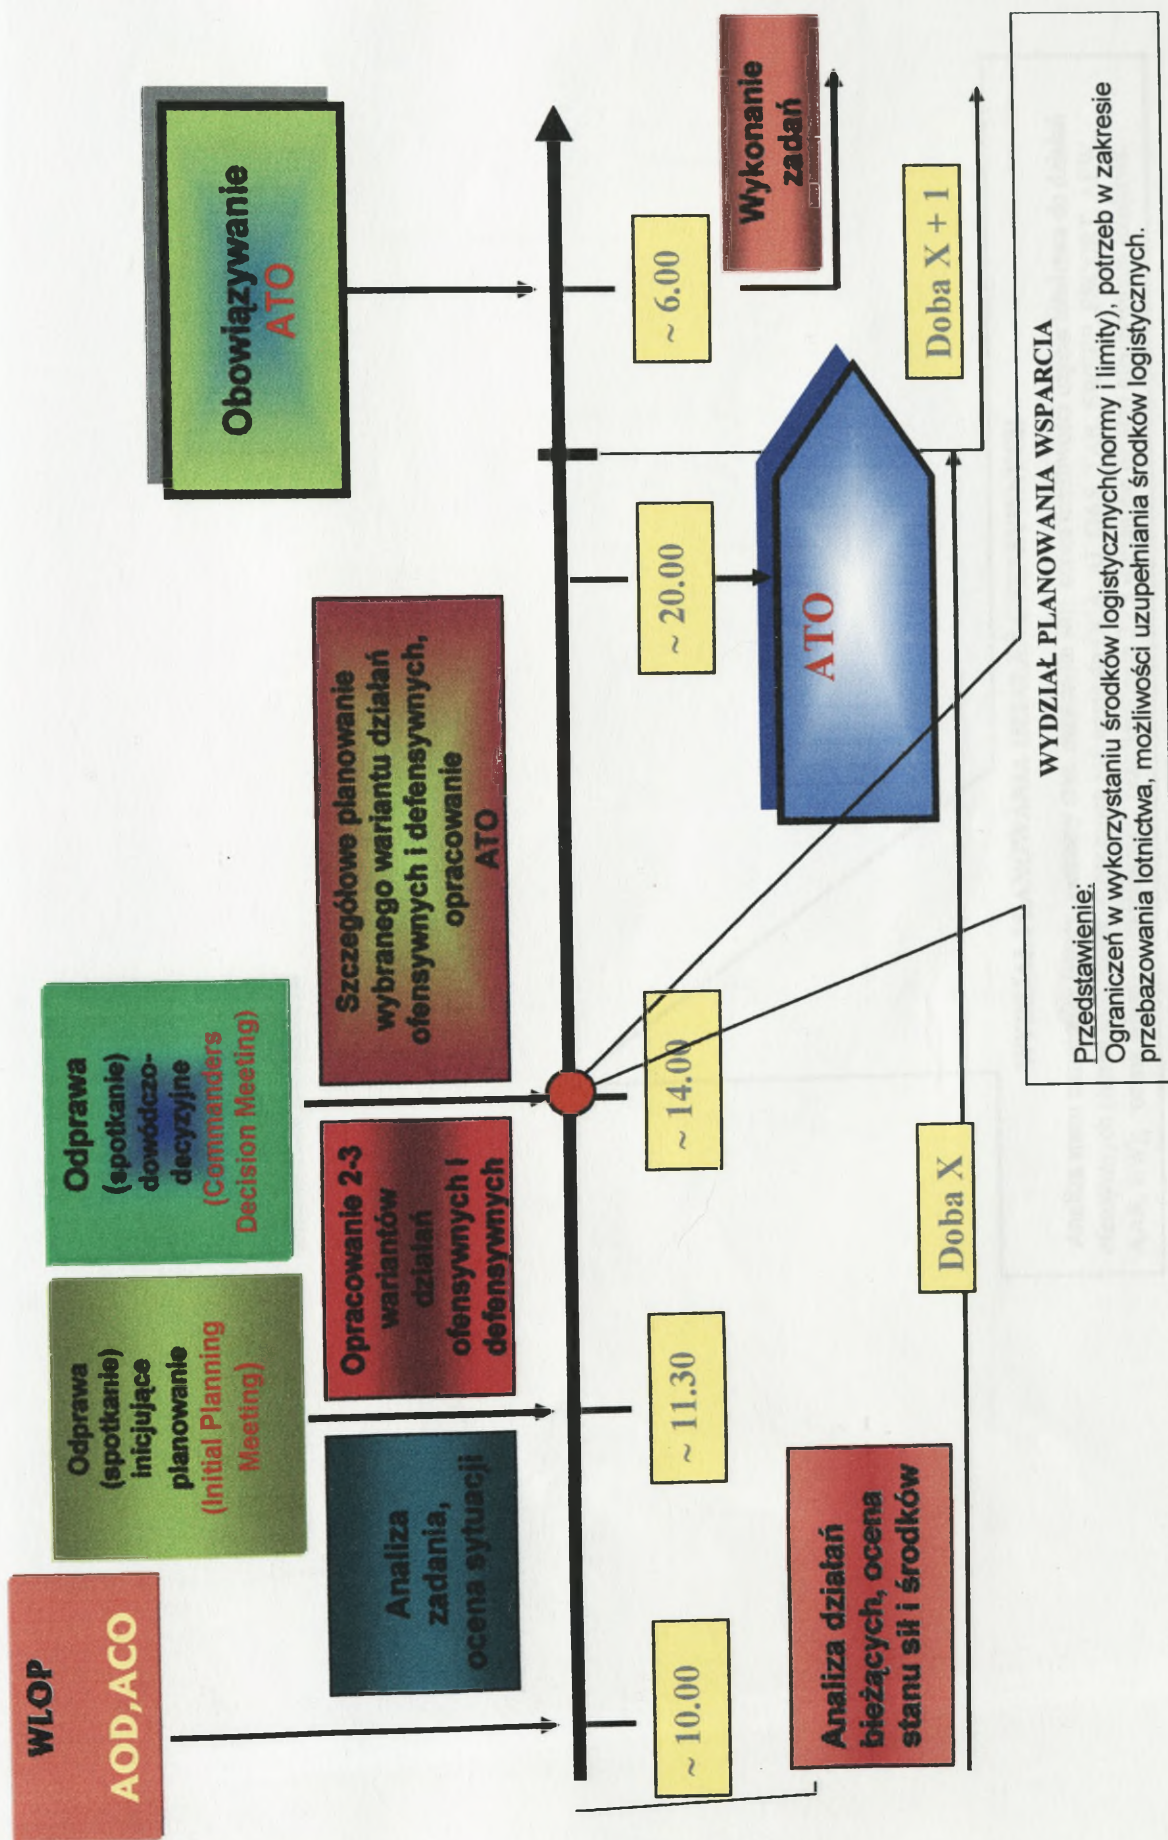 WLOP
AOD,ACO
Odprawa
(spotkanie)
inicjujące
planowanie
(Initial Planning
Meeting)
Odprawa
(spotkanie)
dowódczo-
decyzyjne
(Commanders
Decision Meeting)
Obowiązywanie
ATO
Analiza
zadania,
ocena sytuacji
Opracowanie 2-3
wariantów
działań
ofensywnych i
defensywnych
Szczegółowe planowanie
wybranego wariantu działań
ofensywnych i defensywnych,
opracowanie
ATO
~ 10.00
~ 11.30
~ 14.00
~ 20.00
~ 6.00
Analiza działań
bieżących, ocena
stanu sił i środków
ATO
Wykonanie
zadań
Doba X
Doba X + 1
WYDZIAŁ PLANOWANIA WSPARCIA
Przedstawienie:
Ograniczeń w wykorzystaniu środków logistycznych(normy i limity), potrzeb w zakresie
przebazowania lotnictwa, możliwości uzupełniania środków logistycznych.